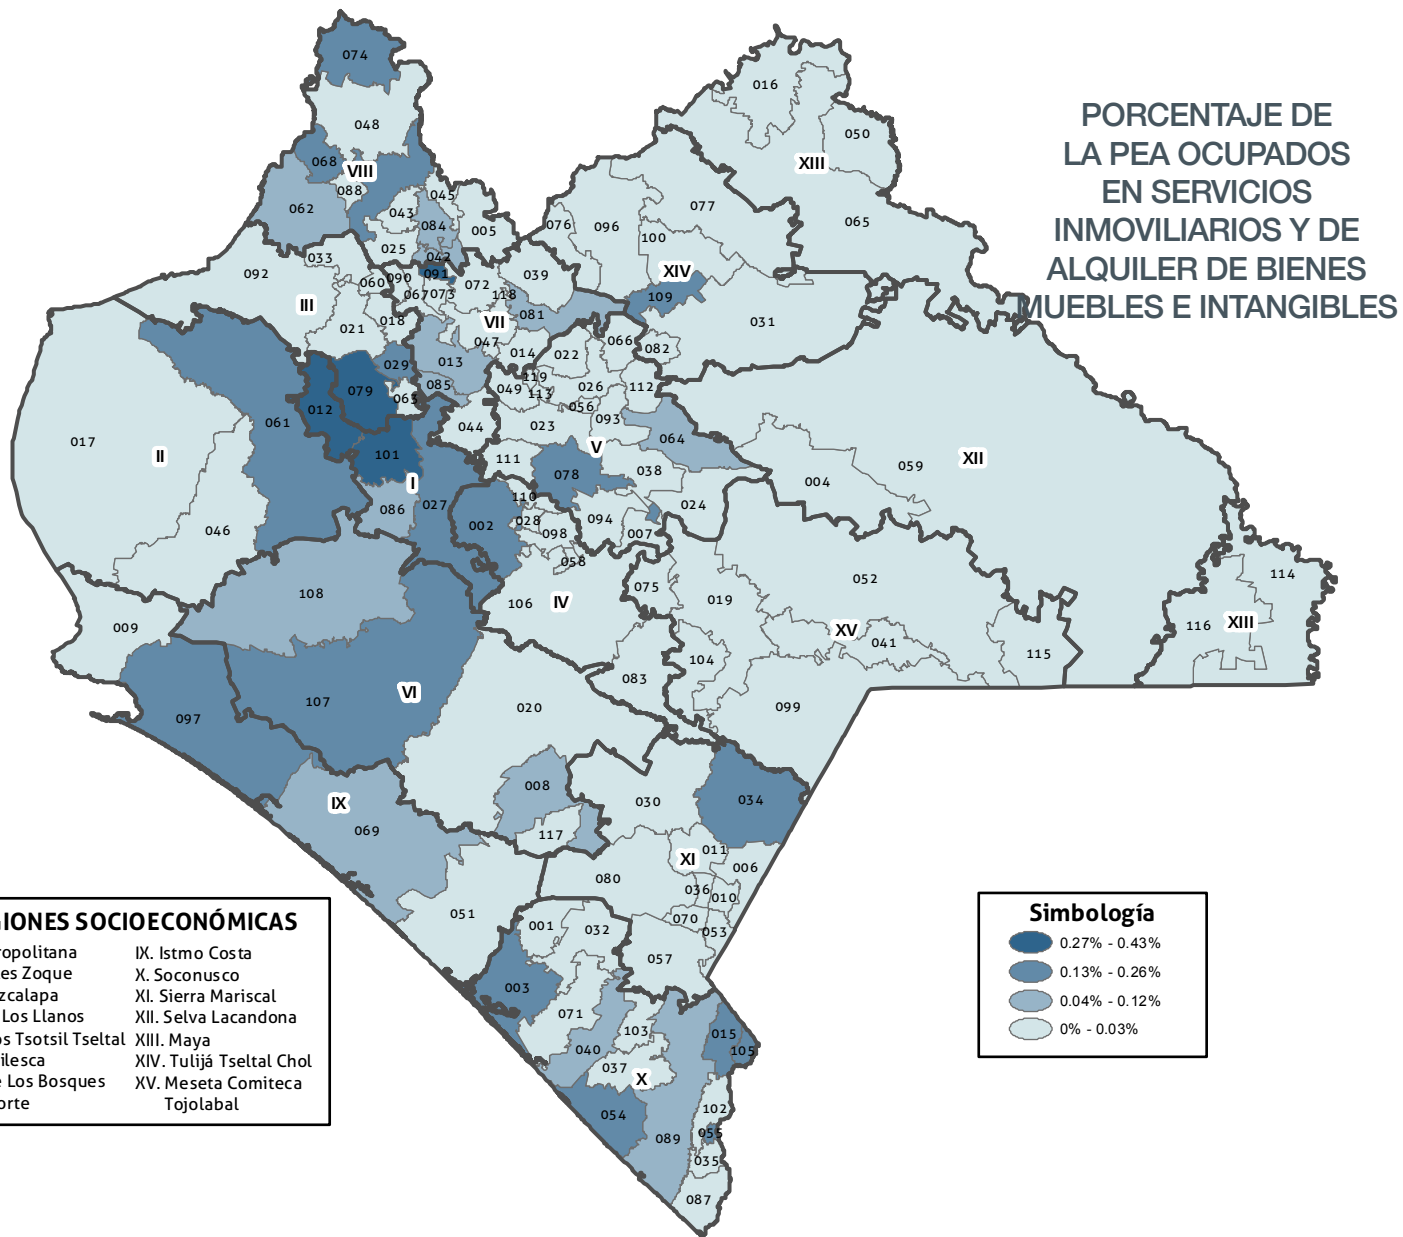 PORCENTAJE DE
LA PEA OCUPADOS
EN SERVICIOS
INMOVILIARIOS Y DE
ALQUILER DE BIENES
MUEBLES E INTANGIBLES
074
016
048
050
068
VIII
XIII
088
045
062
043
077
084
005
076
096
065
025
100
042
033
092
091
039
XIV
060
090
072
067
073
118
109
III
081
018
VII
031
021
047
066
014
022
082
029
013
119
079
085
049
026
112
063
113
012
056
061
093
044
023
064
017
V
101
II
111
XII
038
059
078
004
I
110
027
024
086
002
028
094
046
098
007
058
052
114
075
108
106
IV
019
116
XIII
009
XV
041
115
104
083
107
VI
020
099
097
008
IX
030
034
069
117
011
XI
006
080
036
010
051
070
001
032
053
057
003
071
103
015
040
105
037
X
054
102
055
089
035
087
GIONES SOCIOECONÓMICAS
ropolitana
es Zoque
zcalapa
Los Llanos
os Tsotsil Tseltal
ilesca
e Los Bosques
orte
IX. Istmo Costa
X. Soconusco
XI. Sierra Mariscal
XII. Selva Lacandona
XIII. Maya
XIV. Tulijá Tseltal Chol
XV. Meseta Comiteca
Tojolabal
Simbología
0.27% - 0.43%
0.13% - 0.26%
0.04% - 0.12%
0% - 0.03%